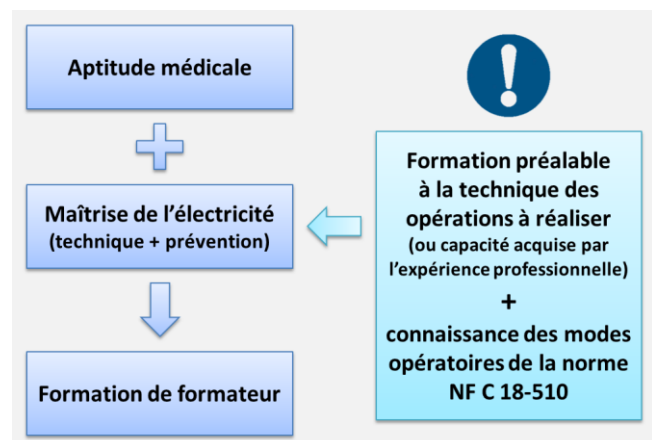 Aptitude médicale
Maîtrise de l'électricité
(technique + prévention)
Formation de formateur
!
Formation préalable
à la technique des
opérations à réaliser
(ou capacité acquise par
l'expérience professionnelle)
+
connaissance des modes
opératoires de la norme
NF C 18-510